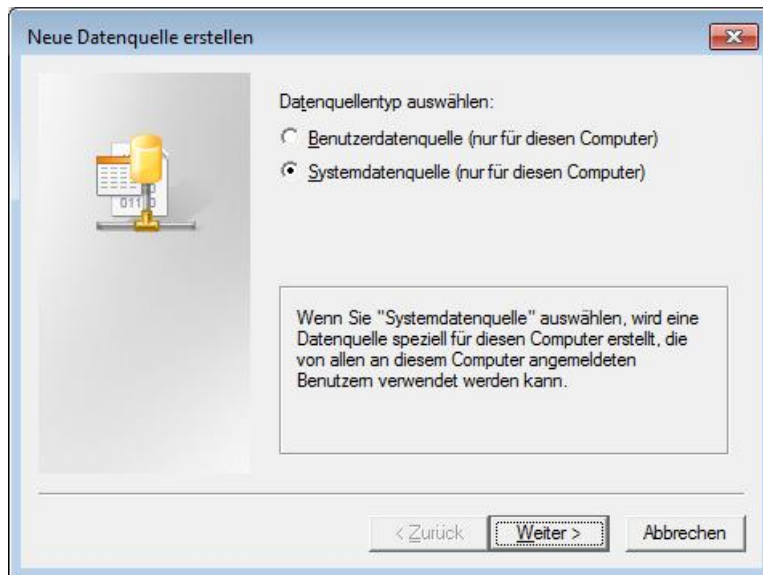 Neue Datenquelle erstellen
Datenquellentyp auswählen:
Benutzerdatenquelle (nur für diesen Computer)
Systemdatenquelle (nur für diesen Computer)
01110
Wenn Sie "Systemdatenquelle" auswählen, wird eine
Datenquelle speziell für diesen Computer erstellt, die
von allen an diesem Computer angemeldeten
Benutzern verwendet werden kann.
< Zurück
Weiter >
Abbrechen